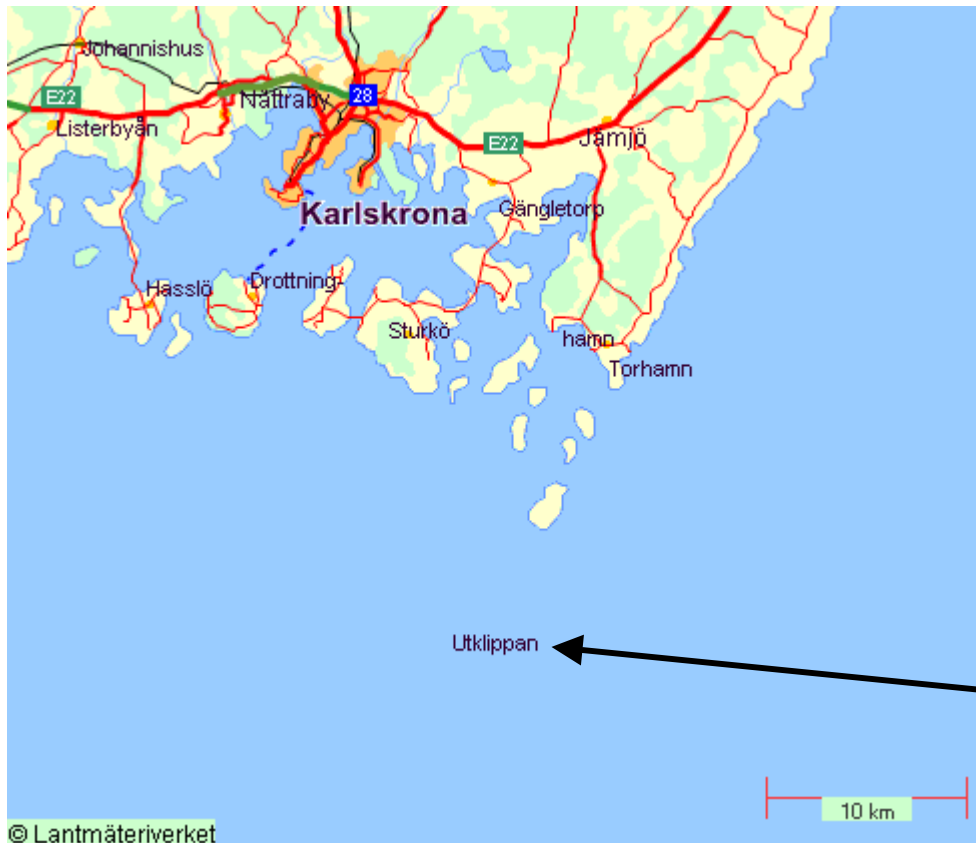 Johannishus
E22
Nättraby
28
Listerbyån
E22
Jämjö
Gängletorp
Karlskrona
Hasslö
Drottning-
Sturkö
hamn
Torhamn
Utklippan
10 km
© Lantmäteriverket